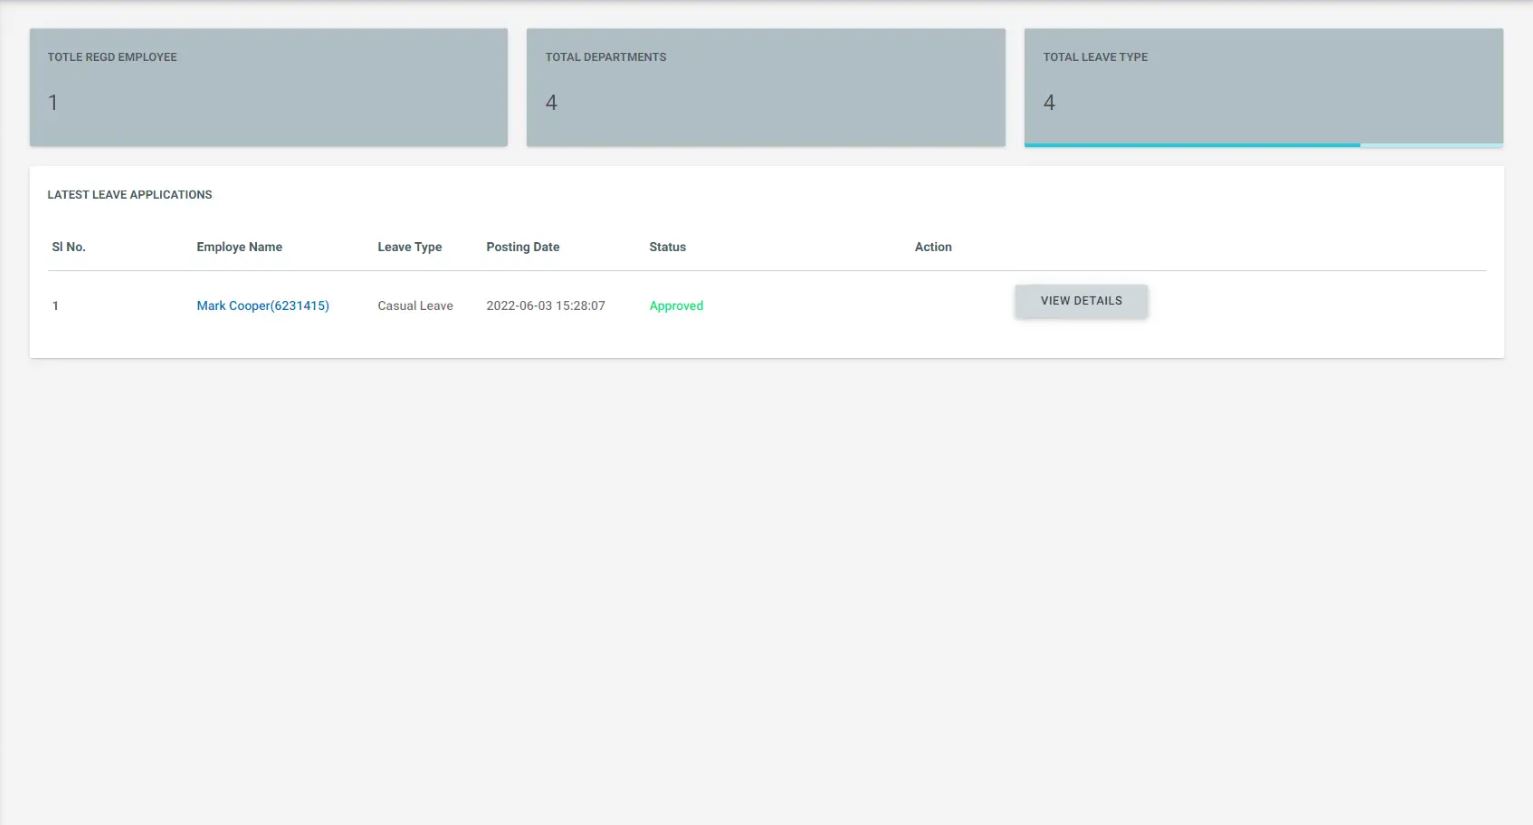 TOTLE REGD EMPLOYEE
1
TOTAL DEPARTMENTS
4
TOTAL LEAVE TYPE
4
LATEST LEAVE APPLICATIONS
Sl No. Employe Name Leave Type Posting Date Status Action
1 Mark Cooper(6231415) Casual Leave 2022-06-03 15:28:07 Approved VIEW DETAILS